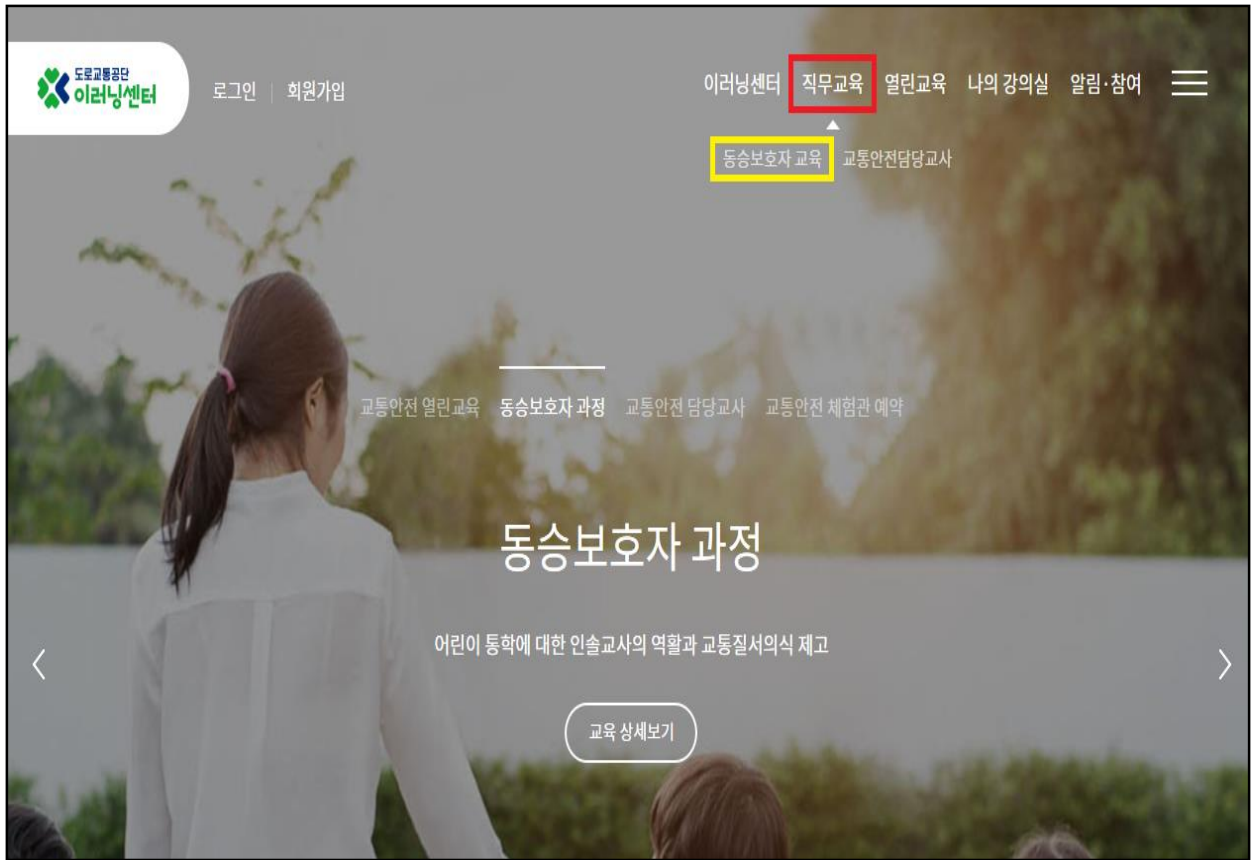 도로교통공단
이러닝센터
로그인 | 회원가입
이러닝센터 직무교육 열린교육 나의 강의실 알림·참여
동승보호자 교육 교통안전담당교사
교통안전 열린교육 동승보호자 과정 교통안전 담당교사 교통안전 체험관 예약
동승보호자 과정
어린이 통학에 대한 인솔교사의 역활과 교통질서의식 제고
교육 상세보기